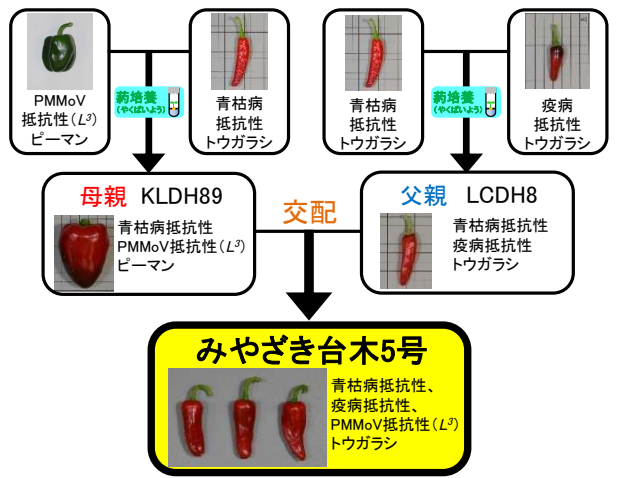 PMMoV
抵抗性(L³)
ピーマン
葯培養
(やくばいよう)
青枯病
抵抗性
トウガラシ
青枯病
抵抗性
トウガラシ
葯培養
(やくばいよう)
疫病
抵抗性
トウガラシ
母親 KLDH89
青枯病抵抗性
PMMoV抵抗性(L³)
ピーマン
交配
父親 LCDH8
青枯病抵抗性
疫病抵抗性
トウガラシ
みやざき台木5号
青枯病抵抗性、
疫病抵抗性、
PMMoV抵抗性(L³)
トウガラシ